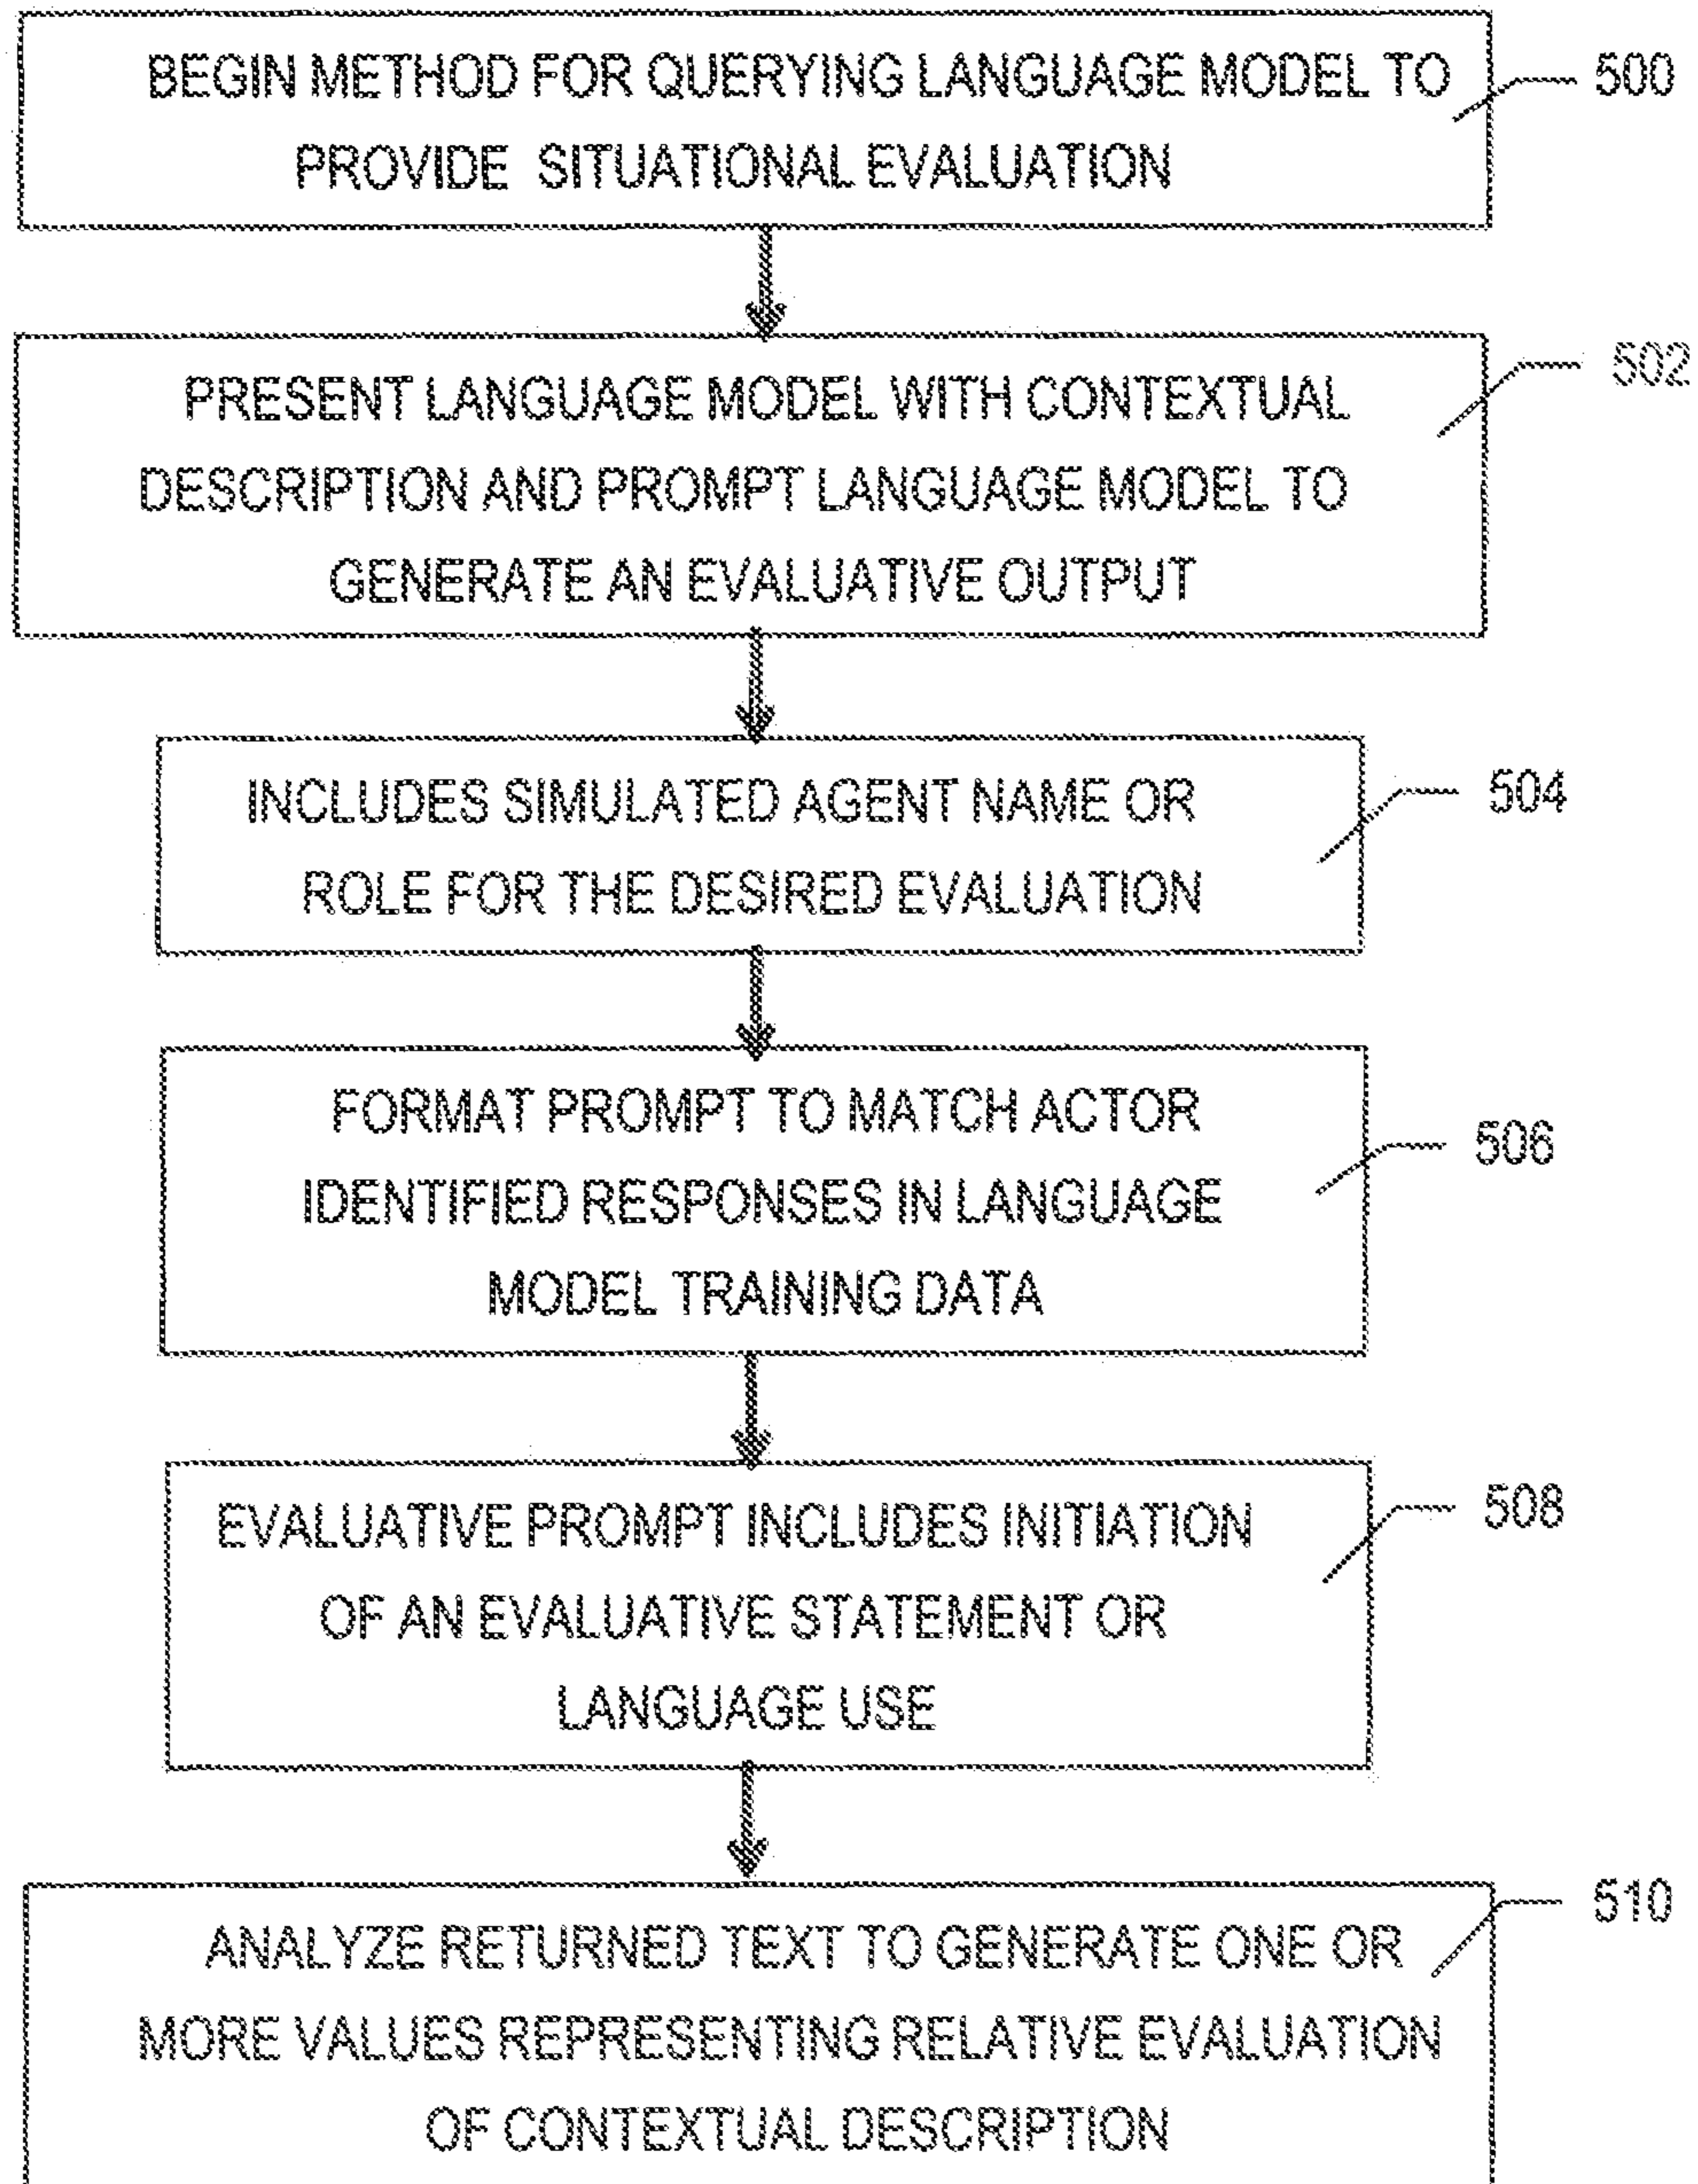 BEGIN METHOD FOR QUERYING LANGUAGE MODEL TO
PROVIDE SITUATIONAL EVALUATION
500
PRESENT LANGUAGE MODEL WITH CONTEXTUAL
DESCRIPTION AND PROMPT LANGUAGE MODEL TO
GENERATE AN EVALUATIVE OUTPUT
502
INCLUDES SIMULATED AGENT NAME OR
ROLE FOR THE DESIRED EVALUATION
504
FORMAT PROMPT TO MATCH ACTOR
IDENTIFIED RESPONSES IN LANGUAGE
MODEL TRAINING DATA
506
EVALUATIVE PROMPT INCLUDES INITIATION
OF AN EVALUATIVE STATEMENT OR
LANGUAGE USE
508
ANALYZE RETURNED TEXT TO GENERATE ONE OR
MORE VALUES REPRESENTING RELATIVE EVALUATION
OF CONTEXTUAL DESCRIPTION
510